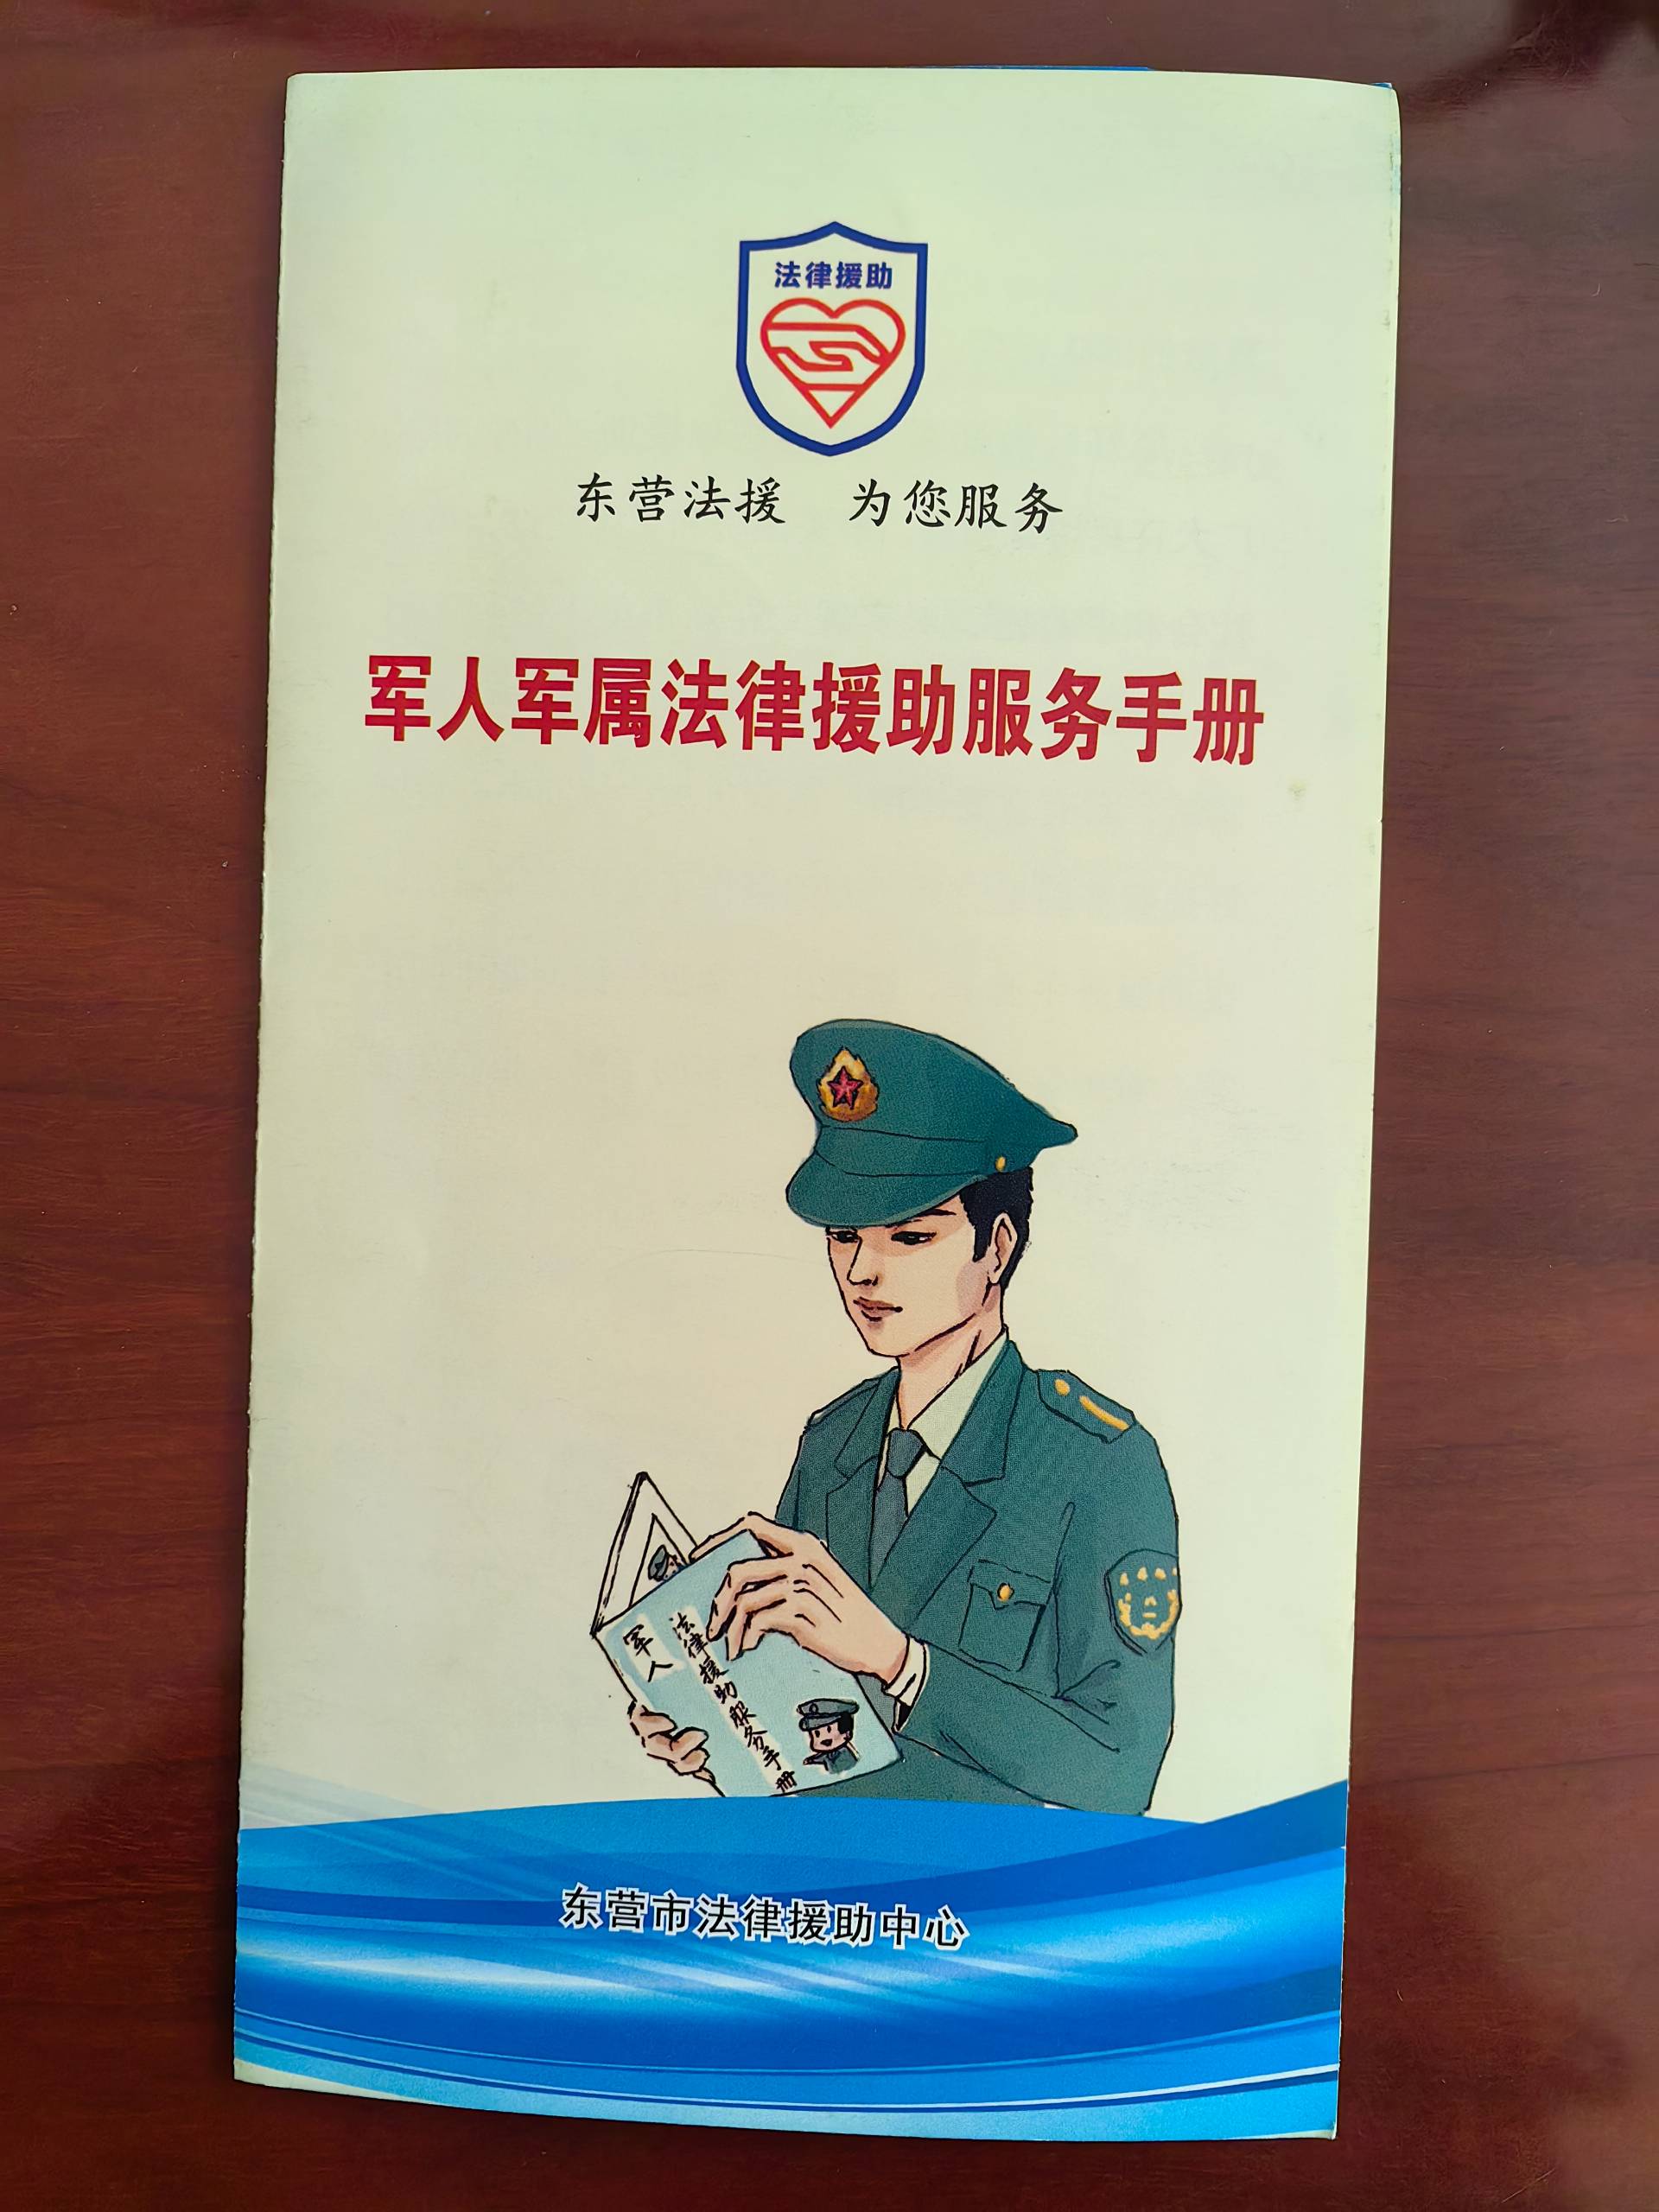 法律援助
东营法援 为您服务
军人军属法律援助服务手册
军人
法律援助服务手册
东营市法律援助中心